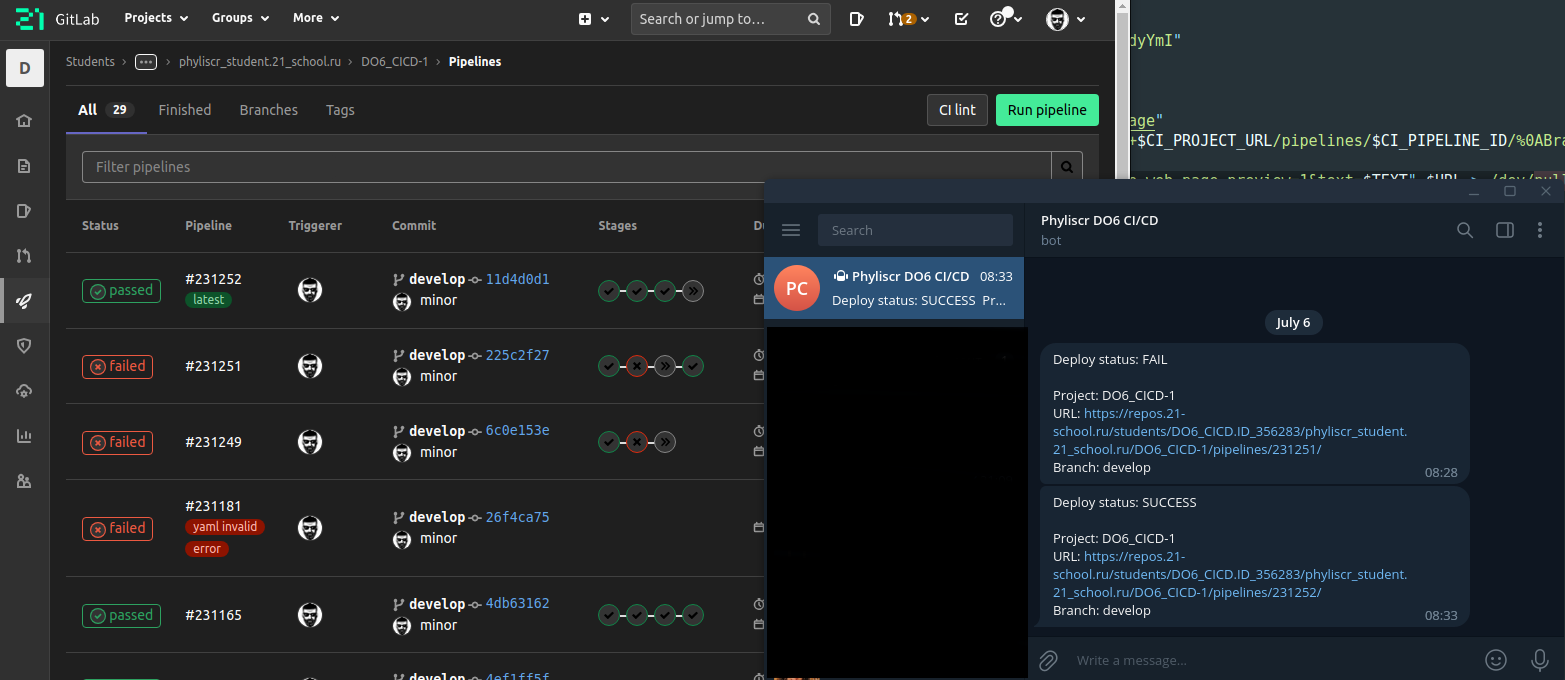 GitLab Projects Groups More Search or jump to… 2
D
Students › ••• › phyliscr_student.21_school.ru › DO6_CICD-1 › Pipelines
All 29 Finished Branches Tags CI lint Run pipeline
Filter pipelines
Status Pipeline Triggerer Commit Stages
passed #231252 latest develop 11d4d0d1 minor
failed #231251 develop 225c2f27 minor
failed #231249 develop 6c0e153e minor
failed #231181 yaml invalid error develop 26f4ca75 minor
passed #231165 develop 4db63162 minor
4ef1ff5f
dyYmI"
age"
+$CI_PROJECT_URL/pipelines/$CI_PIPELINE_ID/%0ABra
Search
PC Phyliscr DO6 CI/CD 08:33
Deploy status: SUCCESS Pr...
Phyliscr DO6 CI/CD
bot
July 6
Deploy status: FAIL
Project: DO6_CICD-1
URL: https://repos.21-
school.ru/students/DO6_CICD.ID_356283/phyliscr_student.
21_school.ru/DO6_CICD-1/pipelines/231251/
Branch: develop
08:28
Deploy status: SUCCESS
Project: DO6_CICD-1
URL: https://repos.21-
school.ru/students/DO6_CICD.ID_356283/phyliscr_student.
21_school.ru/DO6_CICD-1/pipelines/231252/
Branch: develop
08:33
Write a message...